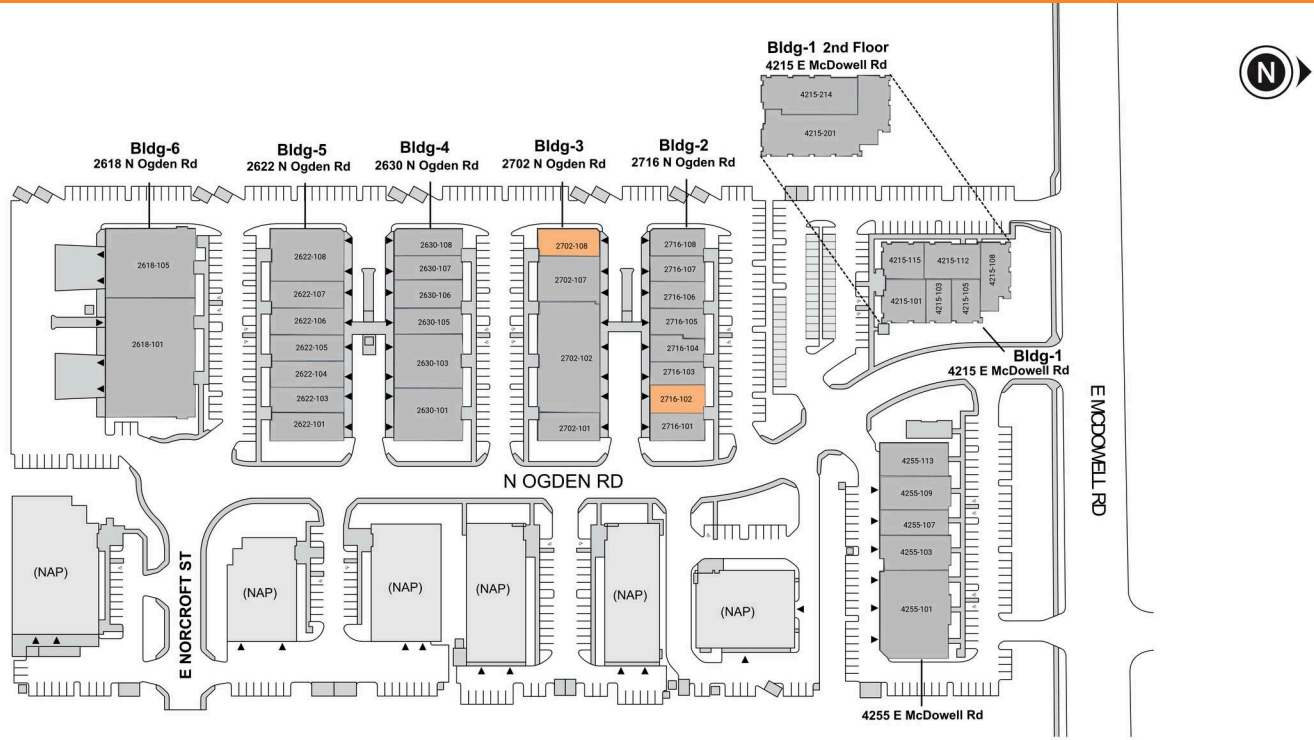 Bldg-1 2nd Floor
4215 E McDowell Rd
4215-214
4215-201
N
Bldg-6
2618 N Ogden Rd
Bldg-5
2622 N Ogden Rd
Bldg-4
2630 N Ogden Rd
Bldg-3
2702 N Ogden Rd
Bldg-2
2716 N Ogden Rd
2618-105
2618-101
2622-108
2622-107
2622-106
2622-105
2622-104
2622-103
2622-101
2630-108
2630-107
2630-106
2630-105
2630-103
2630-101
2702-108
2702-107
2702-102
2702-101
2716-108
2716-107
2716-106
2716-105
2716-104
2716-103
2716-102
2716-101
4215-115
4215-112
4215-108
4215-101
4215-103
4215-105
Bldg-1
4215 E McDowell Rd
E MCDOWELL RD
N OGDEN RD
4255-113
4255-109
4255-107
4255-103
4255-101
4255 E McDowell Rd
E NORCROFT ST
(NAP)
(NAP)
(NAP)
(NAP)
(NAP)
(NAP)